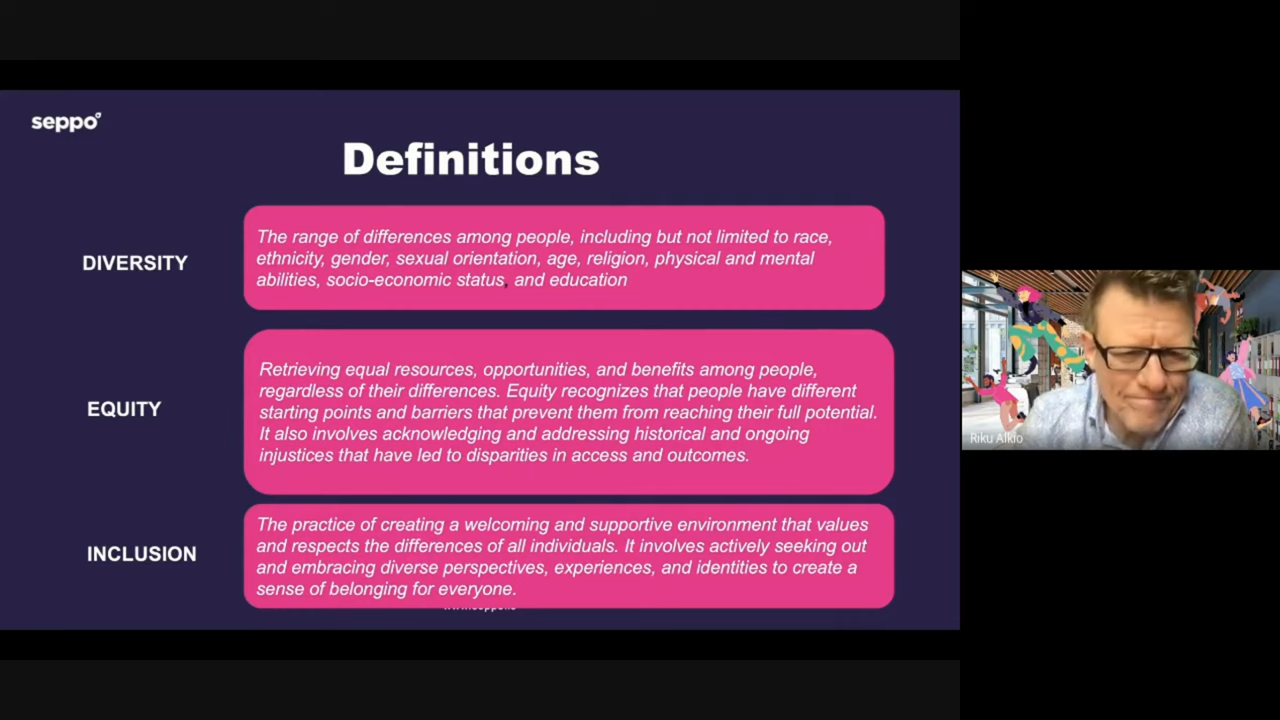 seppo
Definitions
DIVERSITY
The range of differences among people, including but not limited to race,
ethnicity, gender, sexual orientation, age, religion, physical and mental
abilities, socio-economic status, and education
EQUITY
Retrieving equal resources, opportunities, and benefits among people,
regardless of their differences. Equity recognizes that people have different
starting points and barriers that prevent them from reaching their full potential.
It also involves acknowledging and addressing historical and ongoing
injustices that have led to disparities in access and outcomes.
INCLUSION
The practice of creating a welcoming and supportive environment that values
and respects the differences of all individuals. It involves actively seeking out
and embracing diverse perspectives, experiences, and identities to create a
sense of belonging for everyone.
Riku Alkio